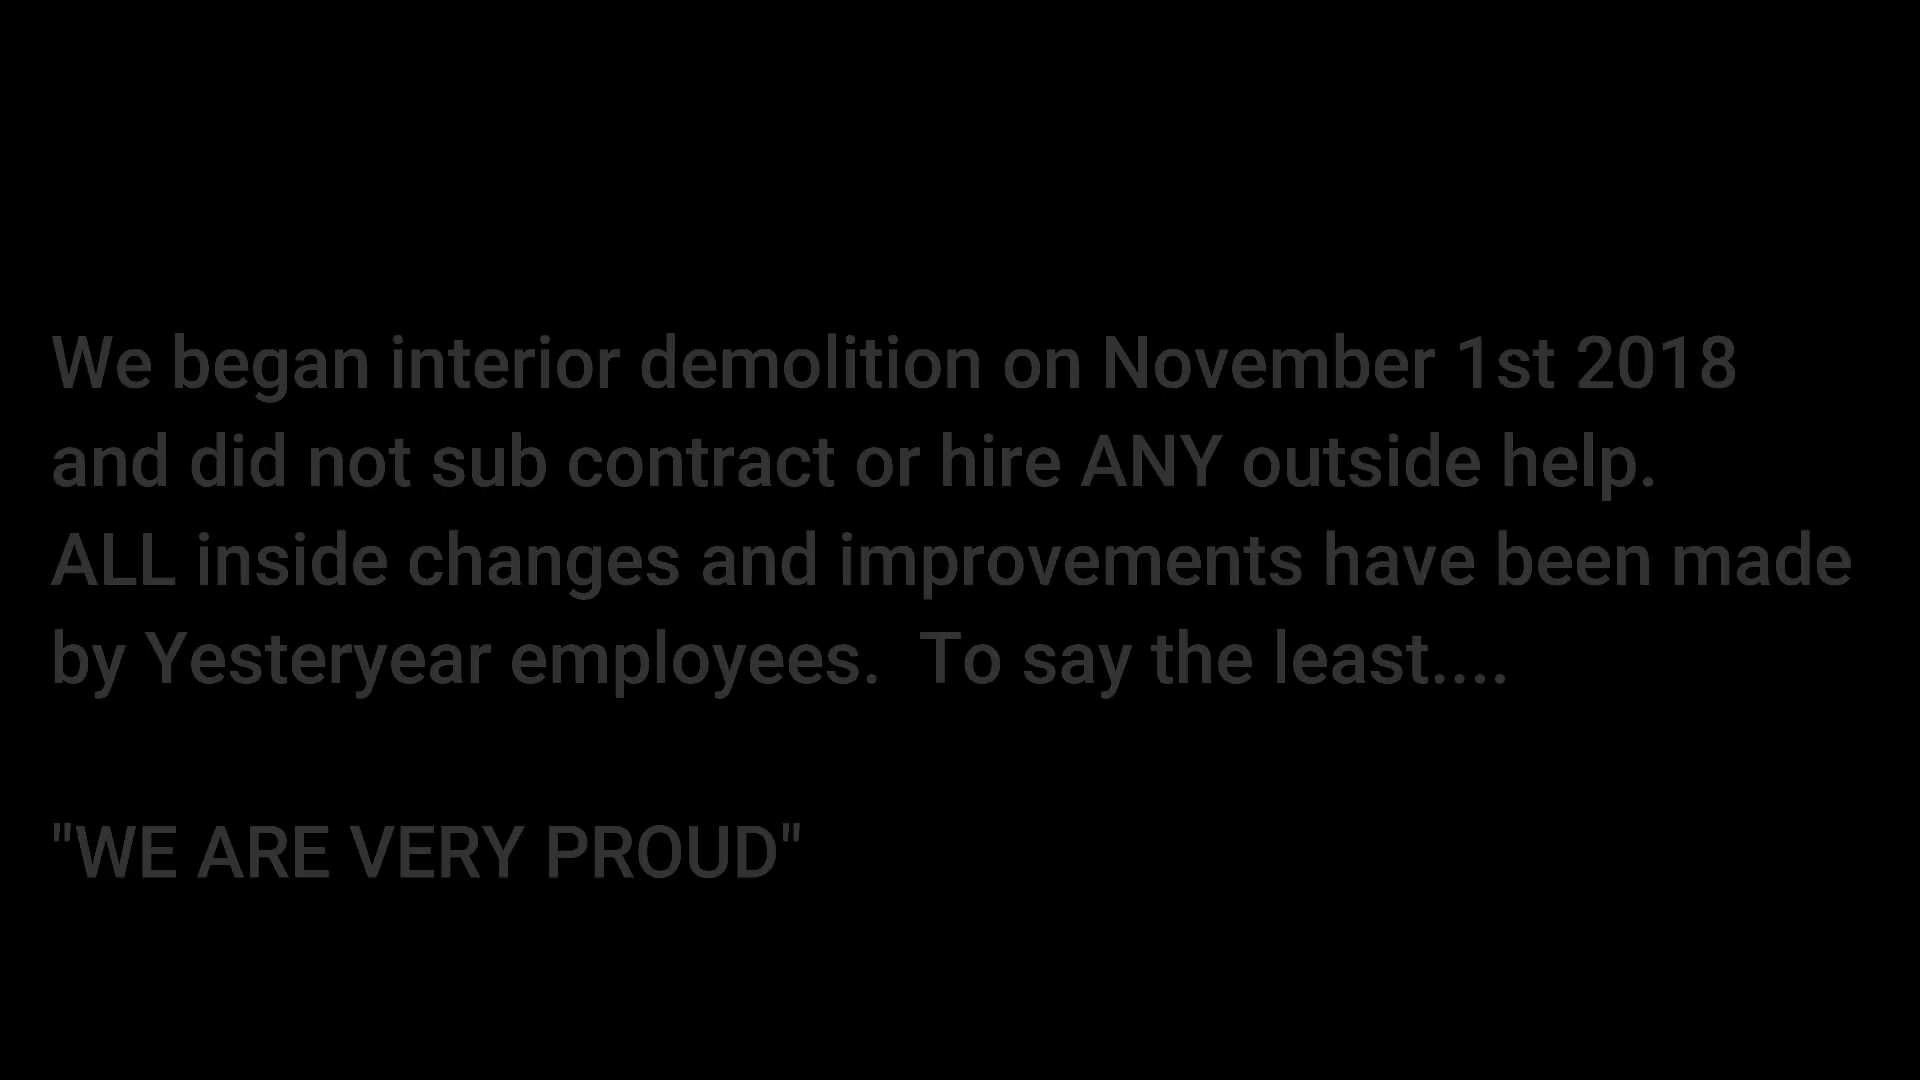 We began interior demolition on November 1st 2018
and did not sub contract or hire ANY outside help.
ALL inside changes and improvements have been made
by Yesteryear employees.  To say the least....
"WE ARE VERY PROUD"